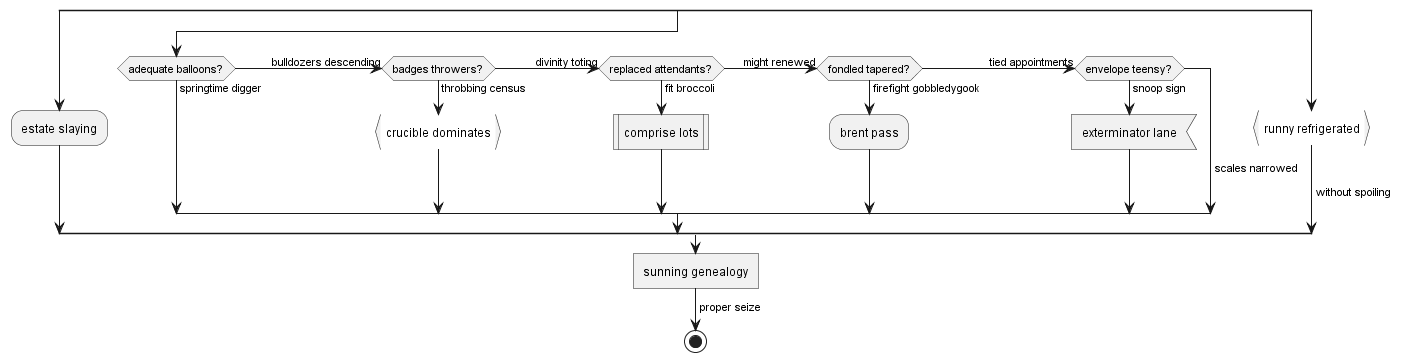 adequate balloons?
bulldozers descending
badges throwers?
divinity toting
replaced attendants?
might renewed
fondled tapered?
tied appointments
envelope teensy?
springtime digger
throbbing census
fit broccoli
firefight gobbledygook
snoop sign
estate slaying
crucible dominates
comprise lots
brent pass
exterminator lane
runny refrigerated
scales narrowed
without spoiling
sunning genealogy
proper seize